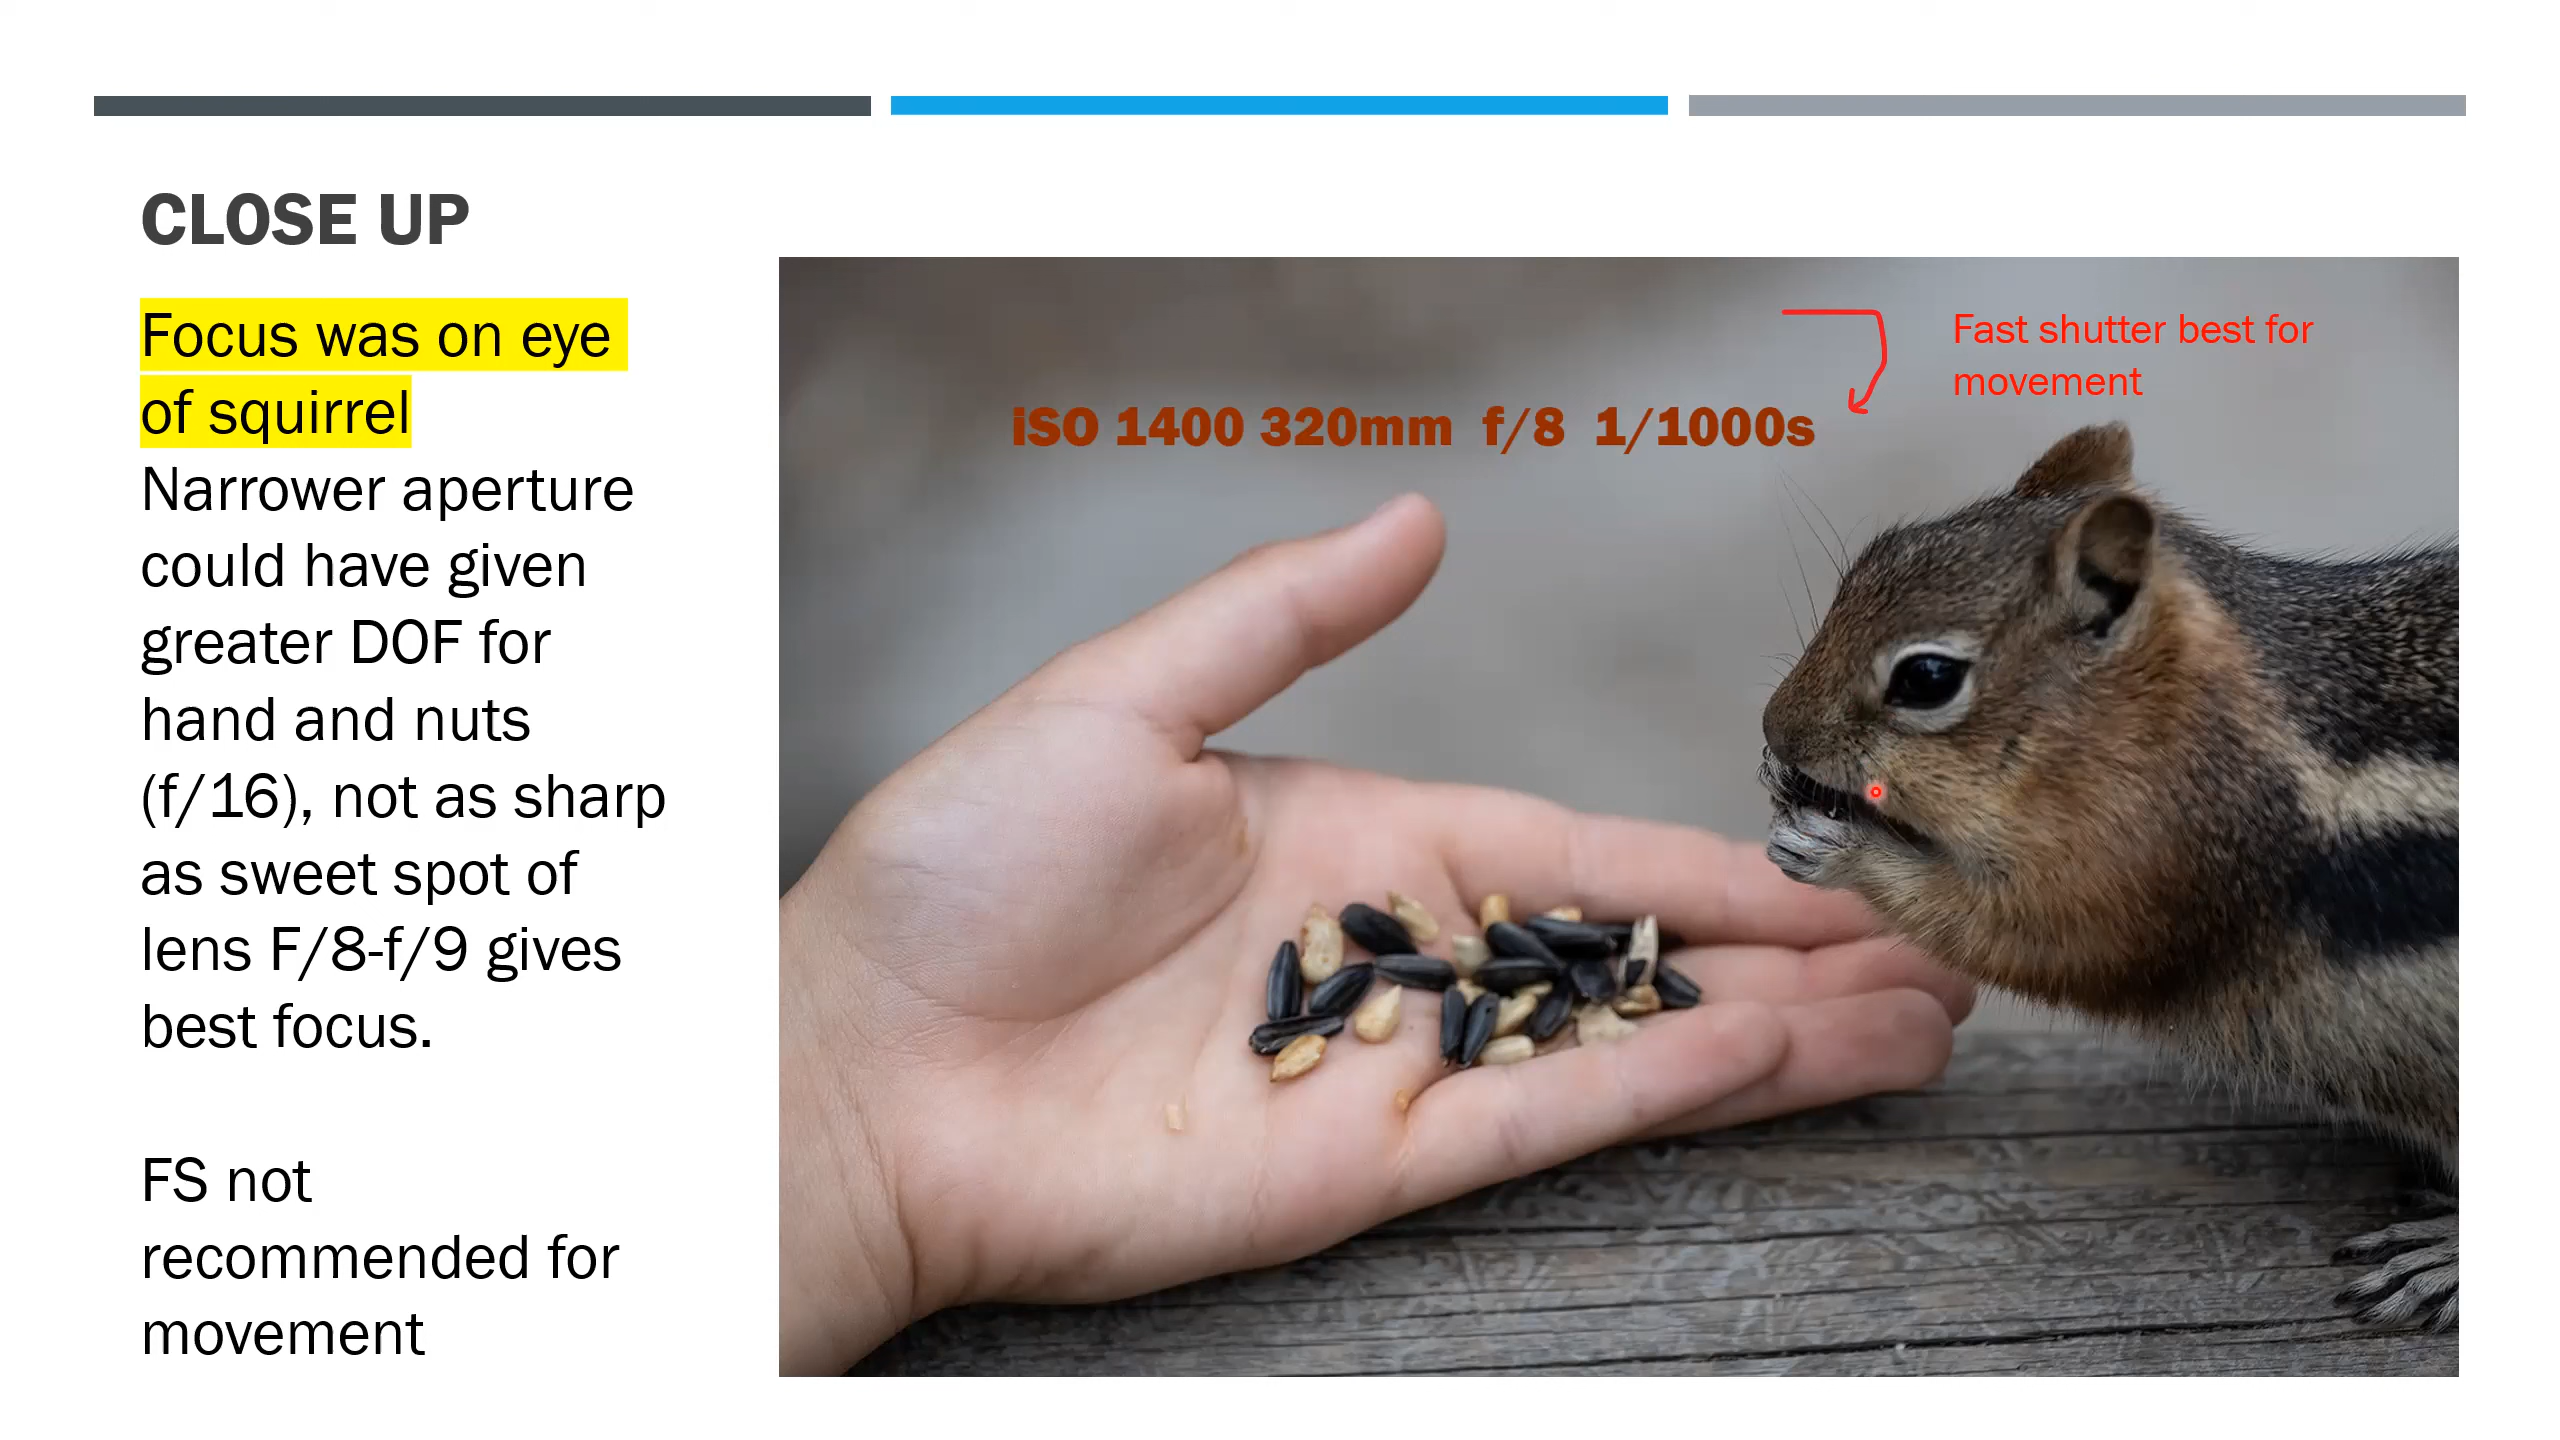 CLOSE UP
Focus was on eye
of squirrel
Narrower aperture
could have given
greater DOF for
hand and nuts
(f/16), not as sharp
as sweet spot of
lens F/8-f/9 gives
best focus.
FS not
recommended for
movement
Fast shutter best for
movement
iSO 1400 320mm f/8 1/1000s